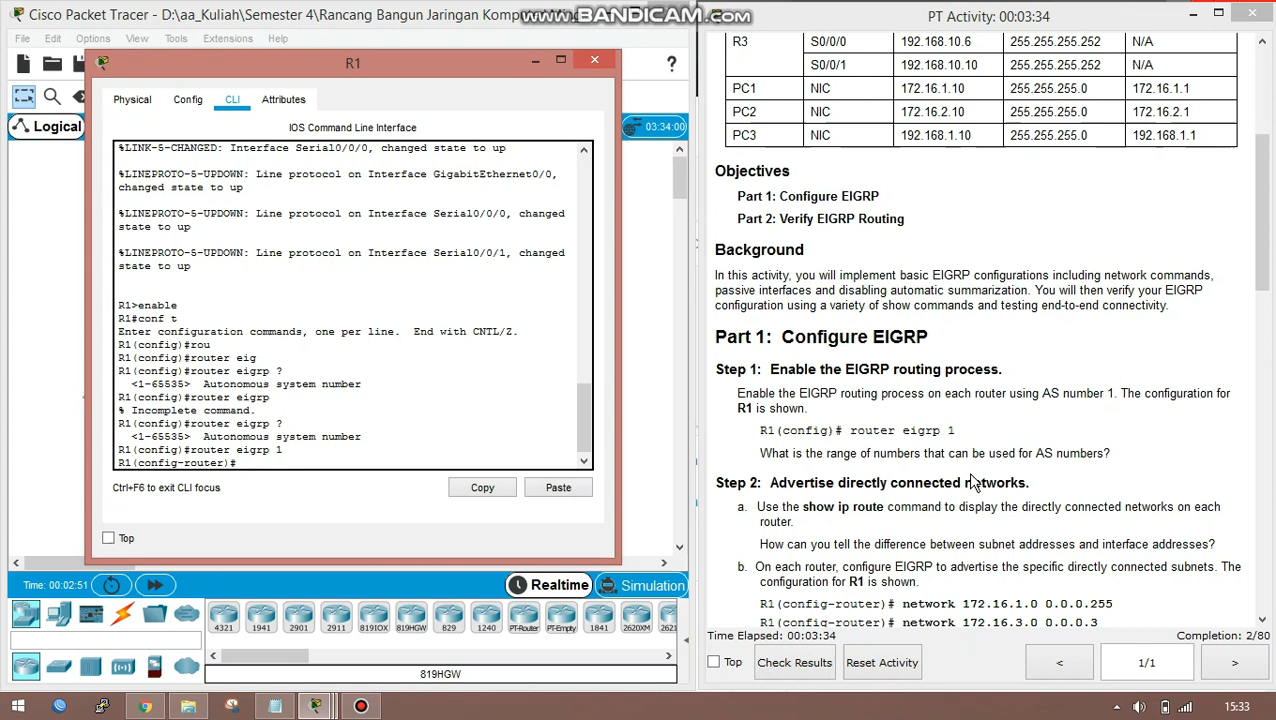 Cisco Packet Tracer - D:\aa_Kuliah\Semester 4\Rancang Bangun Jaringan Komp
www.BANDICAM.com
File Edit Options View Tools Extensions Help
Logical
03:34:00
R1
Physical Config CLI Attributes
IOS Command Line Interface
%LINK-5-CHANGED: Interface Serial0/0/0, changed state to up
%LINEPROTO-5-UPDOWN: Line protocol on Interface GigabitEthernet0/0,
changed state to up
%LINEPROTO-5-UPDOWN: Line protocol on Interface Serial0/0/0, changed
state to up
%LINEPROTO-5-UPDOWN: Line protocol on Interface Serial0/0/1, changed
state to up
R1>enable
R1#conf t
Enter configuration commands, one per line. End with CNTL/Z.
R1(config)#rou
R1(config)#router eig
R1(config)#router eigrp ?
<1-65535> Autonomous system number
R1(config)#router eigrp
% Incomplete command.
R1(config)#router eigrp ?
<1-65535> Autonomous system number
R1(config)#router eigrp 1
R1(config-router)#
Ctrl+F6 to exit CLI focus
Copy Paste
Top
Time: 00:02:51
Realtime Simulation
4321 1941 2901 2911 819IOX 819HGW 829 1240 PT-Router PT-Empty 1841 2620XM 2621
819HGW
PT Activity: 00:03:34
R3 S0/0/0 192.168.10.6 255.255.255.252 N/A
S0/0/1 192.168.10.10 255.255.255.252 N/A
PC1 NIC 172.16.1.10 255.255.255.0 172.16.1.1
PC2 NIC 172.16.2.10 255.255.255.0 172.16.2.1
PC3 NIC 192.168.1.10 255.255.255.0 192.168.1.1
Objectives
Part 1: Configure EIGRP
Part 2: Verify EIGRP Routing
Background
In this activity, you will implement basic EIGRP configurations including network commands,
passive interfaces and disabling automatic summarization. You will then verify your EIGRP
configuration using a variety of show commands and testing end-to-end connectivity.
Part 1: Configure EIGRP
Step 1: Enable the EIGRP routing process.
Enable the EIGRP routing process on each router using AS number 1. The configuration for
R1 is shown.
R1(config)# router eigrp 1
What is the range of numbers that can be used for AS numbers?
Step 2: Advertise directly connected networks.
a. Use the show ip route command to display the directly connected networks on each
router.
How can you tell the difference between subnet addresses and interface addresses?
b. On each router, configure EIGRP to advertise the specific directly connected subnets. The
configuration for R1 is shown.
R1(config-router)# network 172.16.1.0 0.0.0.255
R1(config-router)# network 172.16.3.0 0.0.0.3
Time Elapsed: 00:03:34 Completion: 2/80
Top Check Results Reset Activity < 1/1 >
15:33